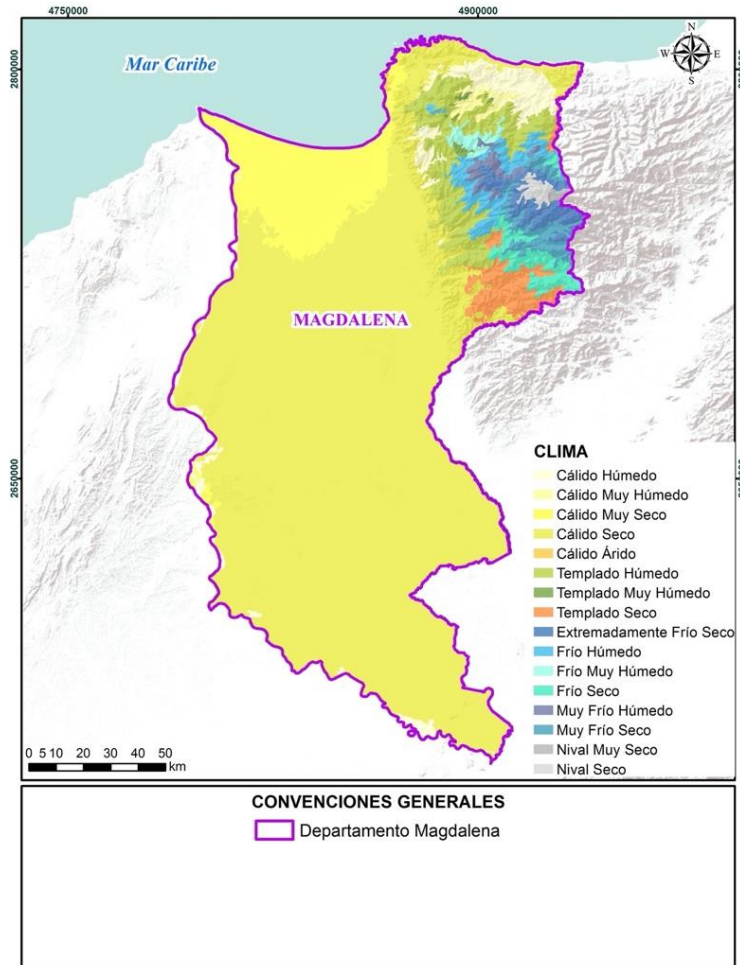 4750000
4900000
2800000
Mar Caribe
N
W
E
S
MAGDALENA
2650000
CLIMA
Cálido Húmedo
Cálido Muy Húmedo
Cálido Muy Seco
Cálido Seco
Cálido Árido
Templado Húmedo
Templado Muy Húmedo
Templado Seco
Extremadamente Frío Seco
Frío Húmedo
Frío Muy Húmedo
Frío Seco
Muy Frío Húmedo
Muy Frío Seco
Nival Muy Seco
Nival Seco
0 5 10 20 30 40 50
km
CONVENCIONES GENERALES
Departamento Magdalena